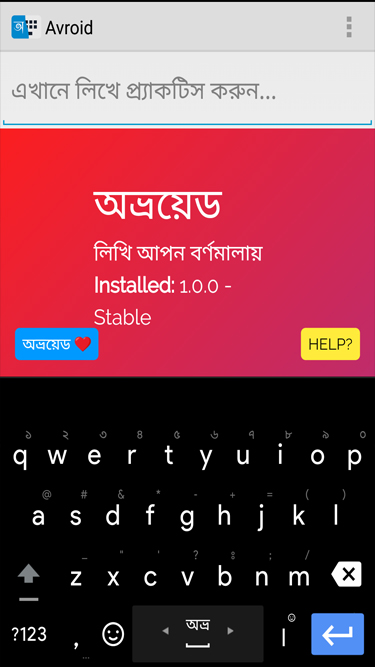 Avroid
এখানে লিখে প্র্যাকটিস করুন...
অভ্রয়েড
লিখি আপন বর্ণমালায়
Installed: 1.0.0 -
Stable
অভ্রয়েড ❤️
HELP?
১ ২ ৩ ৪ ৫ ৬ ৭ ৮ ৯ ০
q w e r t y u i o p
@ # & * - + = ( )
a s d f g h j k l
_ " ' ? : ; /
z x c v b n m
?123 , অভ্র ।